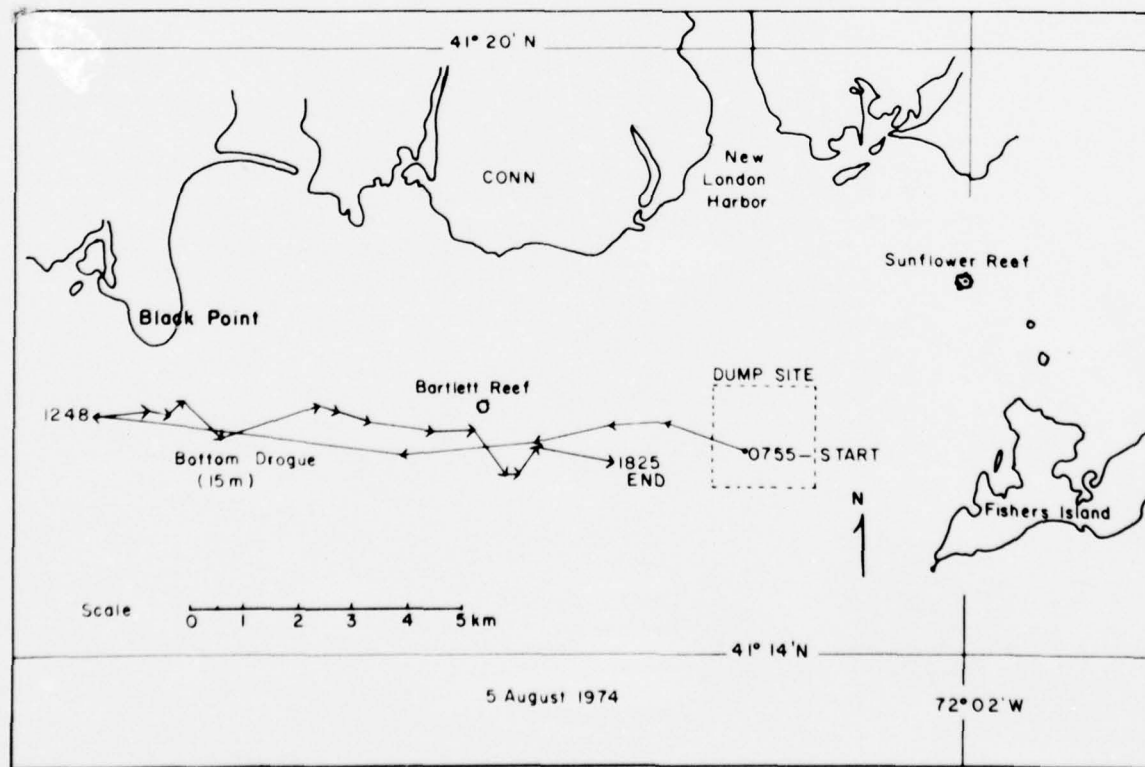 41° 20' N
CONN
New
London
Harbor
Sunflower Reef
Black Point
DUMP SITE
Bartlett Reef
1248
0755—START
Bottom Drogue
(15m)
1825
END
N
Fishers Island
Scale
0 1 2 3 4 5 km
41° 14' N
5 August 1974
72° 02' W